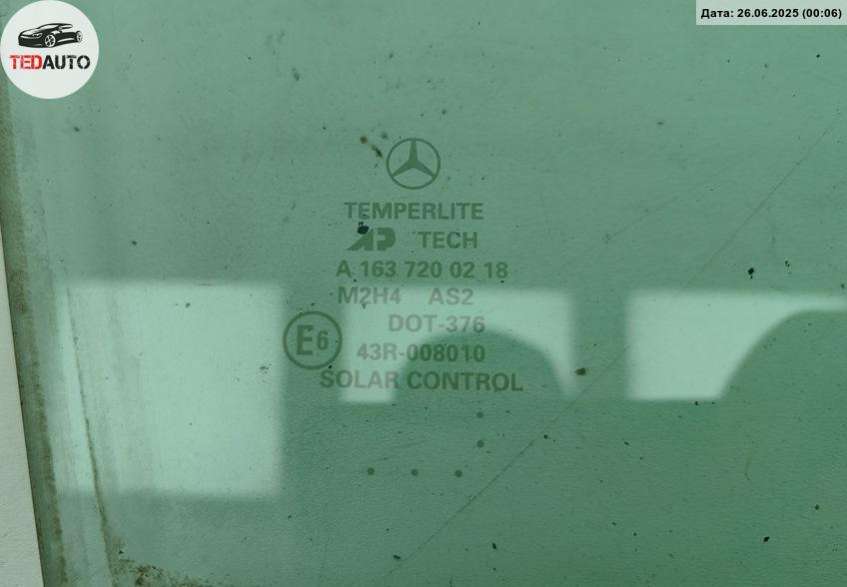 Дата: 26.06.2025 (00:06)
TEDAUTO
TEMPERLITE
AP TECH
A 163 720 02 18
M2H4 AS2
DOT-376
E6
43R-008010
SOLAR CONTROL